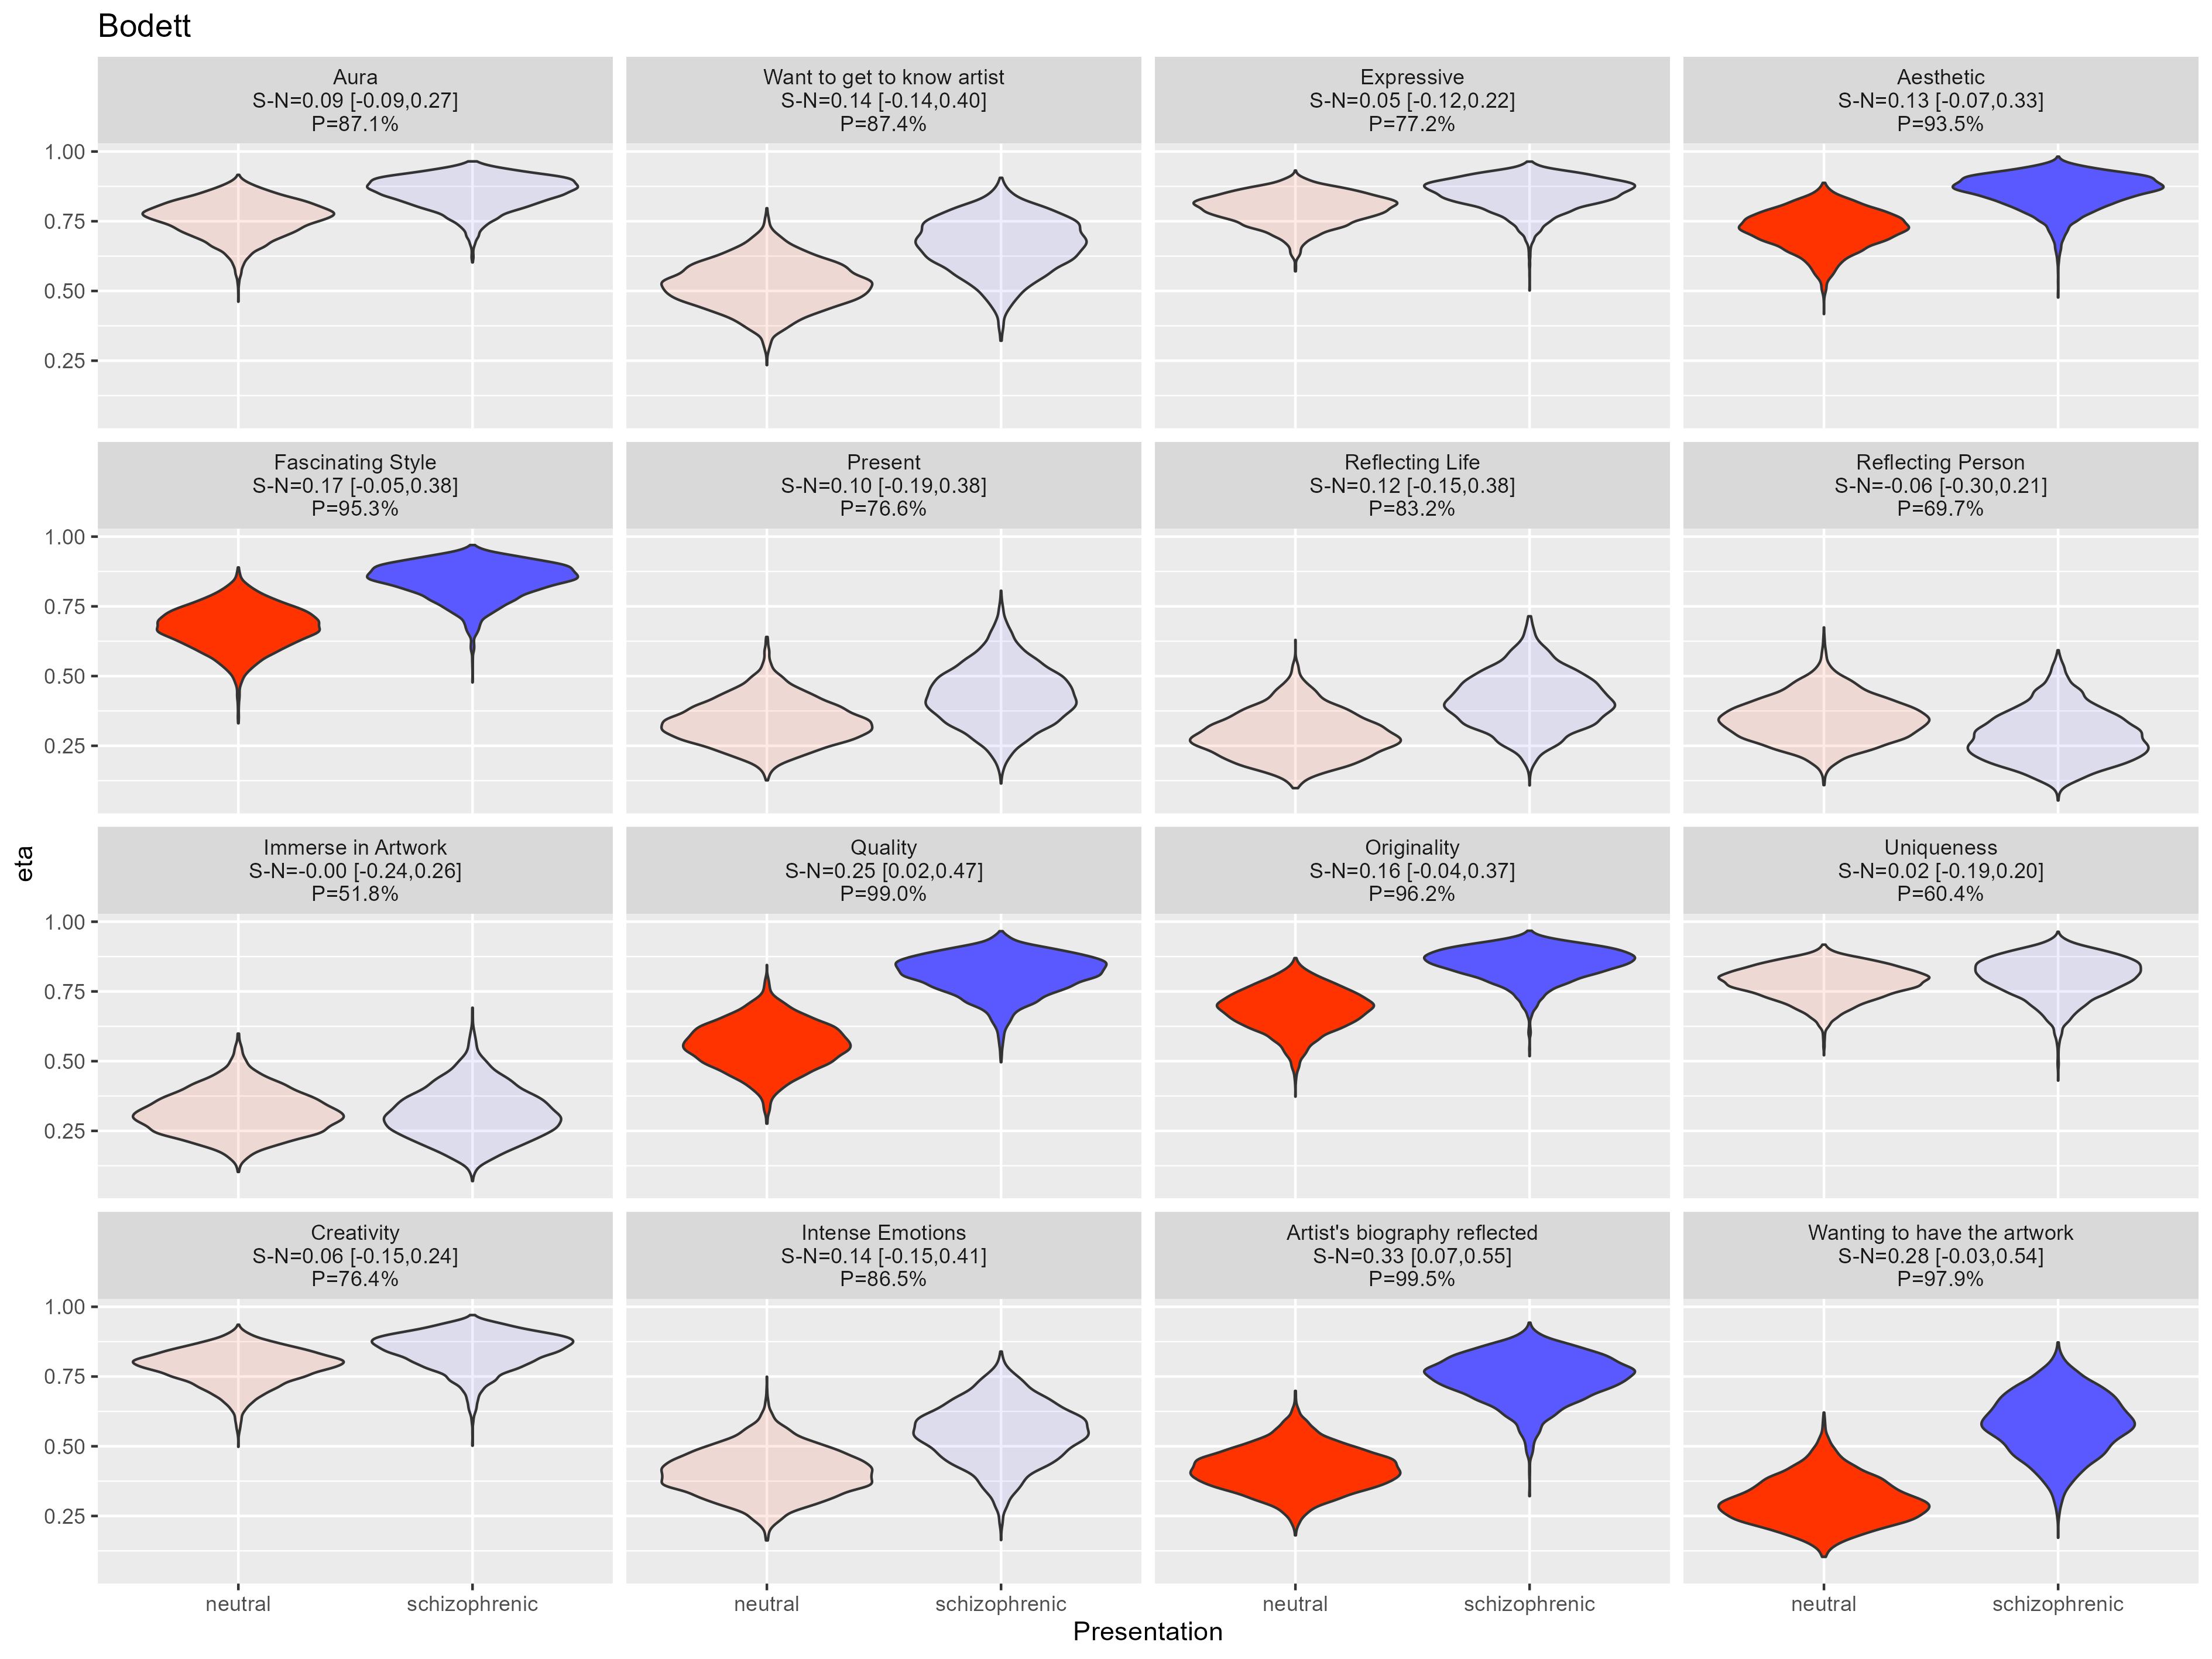 Bodett
Aura
S-N=0.09 [-0.09,0.27]
P=87.1%
Want to get to know artist
S-N=0.14 [-0.14,0.40]
P=87.4%
Expressive
S-N=0.05 [-0.12,0.22]
P=77.2%
Aesthetic
S-N=0.13 [-0.07,0.33]
P=93.5%
1.00
0.75
0.50
0.25
Fascinating Style
S-N=0.17 [-0.05,0.38]
P=95.3%
Present
S-N=0.10 [-0.19,0.38]
P=76.6%
Reflecting Life
S-N=0.12 [-0.15,0.38]
P=83.2%
Reflecting Person
S-N=-0.06 [-0.30,0.21]
P=69.7%
1.00
0.75
0.50
0.25
eta
Immerse in Artwork
S-N=-0.00 [-0.24,0.26]
P=51.8%
Quality
S-N=0.25 [0.02,0.47]
P=99.0%
Originality
S-N=0.16 [-0.04,0.37]
P=96.2%
Uniqueness
S-N=0.02 [-0.19,0.20]
P=60.4%
1.00
0.75
0.50
0.25
Creativity
S-N=0.06 [-0.15,0.24]
P=76.4%
Intense Emotions
S-N=0.14 [-0.15,0.41]
P=86.5%
Artist's biography reflected
S-N=0.33 [0.07,0.55]
P=99.5%
Wanting to have the artwork
S-N=0.28 [-0.03,0.54]
P=97.9%
1.00
0.75
0.50
0.25
neutral
schizophrenic
neutral
schizophrenic
neutral
schizophrenic
neutral
schizophrenic
Presentation